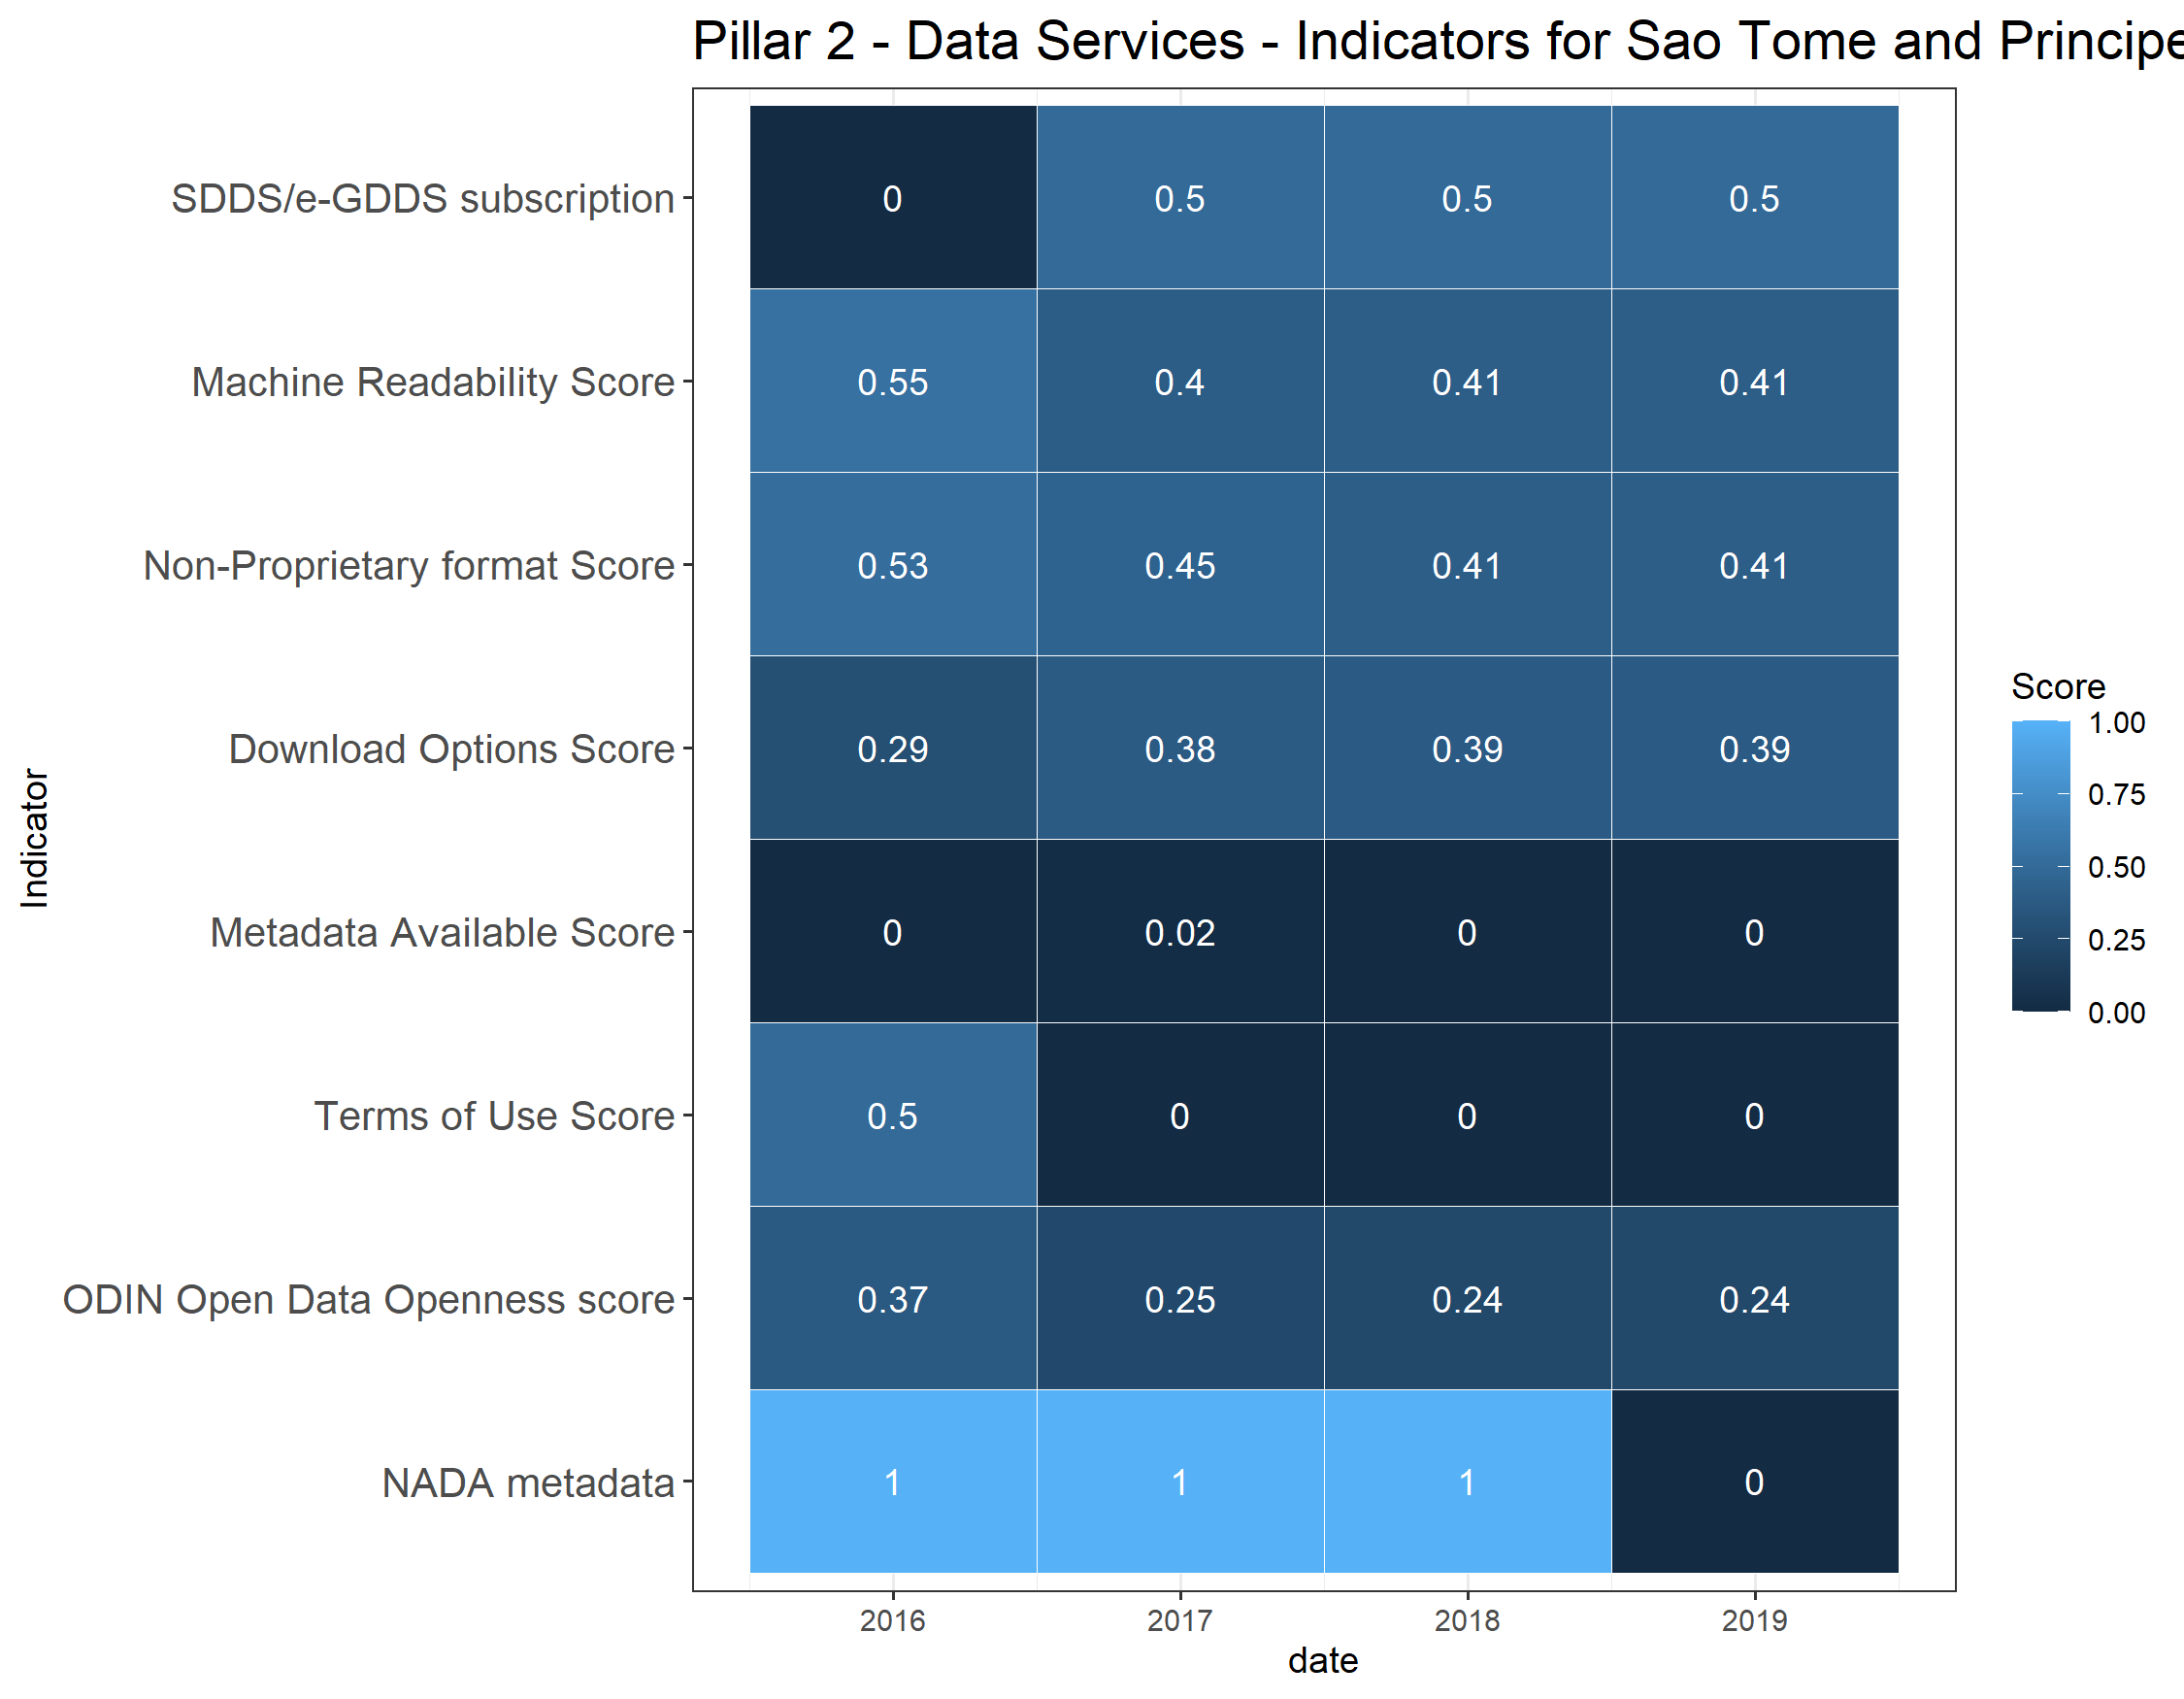 Pillar 2 - Data Services - Indicators for Sao Tome and Principe
SDDS/e-GDDS subscription 0 0.5 0.5 0.5
Machine Readability Score 0.55 0.4 0.41 0.41
Non-Proprietary format Score 0.53 0.45 0.41 0.41
Download Options Score 0.29 0.38 0.39 0.39
Metadata Available Score 0 0.02 0 0
Terms of Use Score 0.5 0 0 0
ODIN Open Data Openness score 0.37 0.25 0.24 0.24
NADA metadata 1 1 1 0
2016 2017 2018 2019
date
Indicator
Score
1.00
0.75
0.50
0.25
0.00